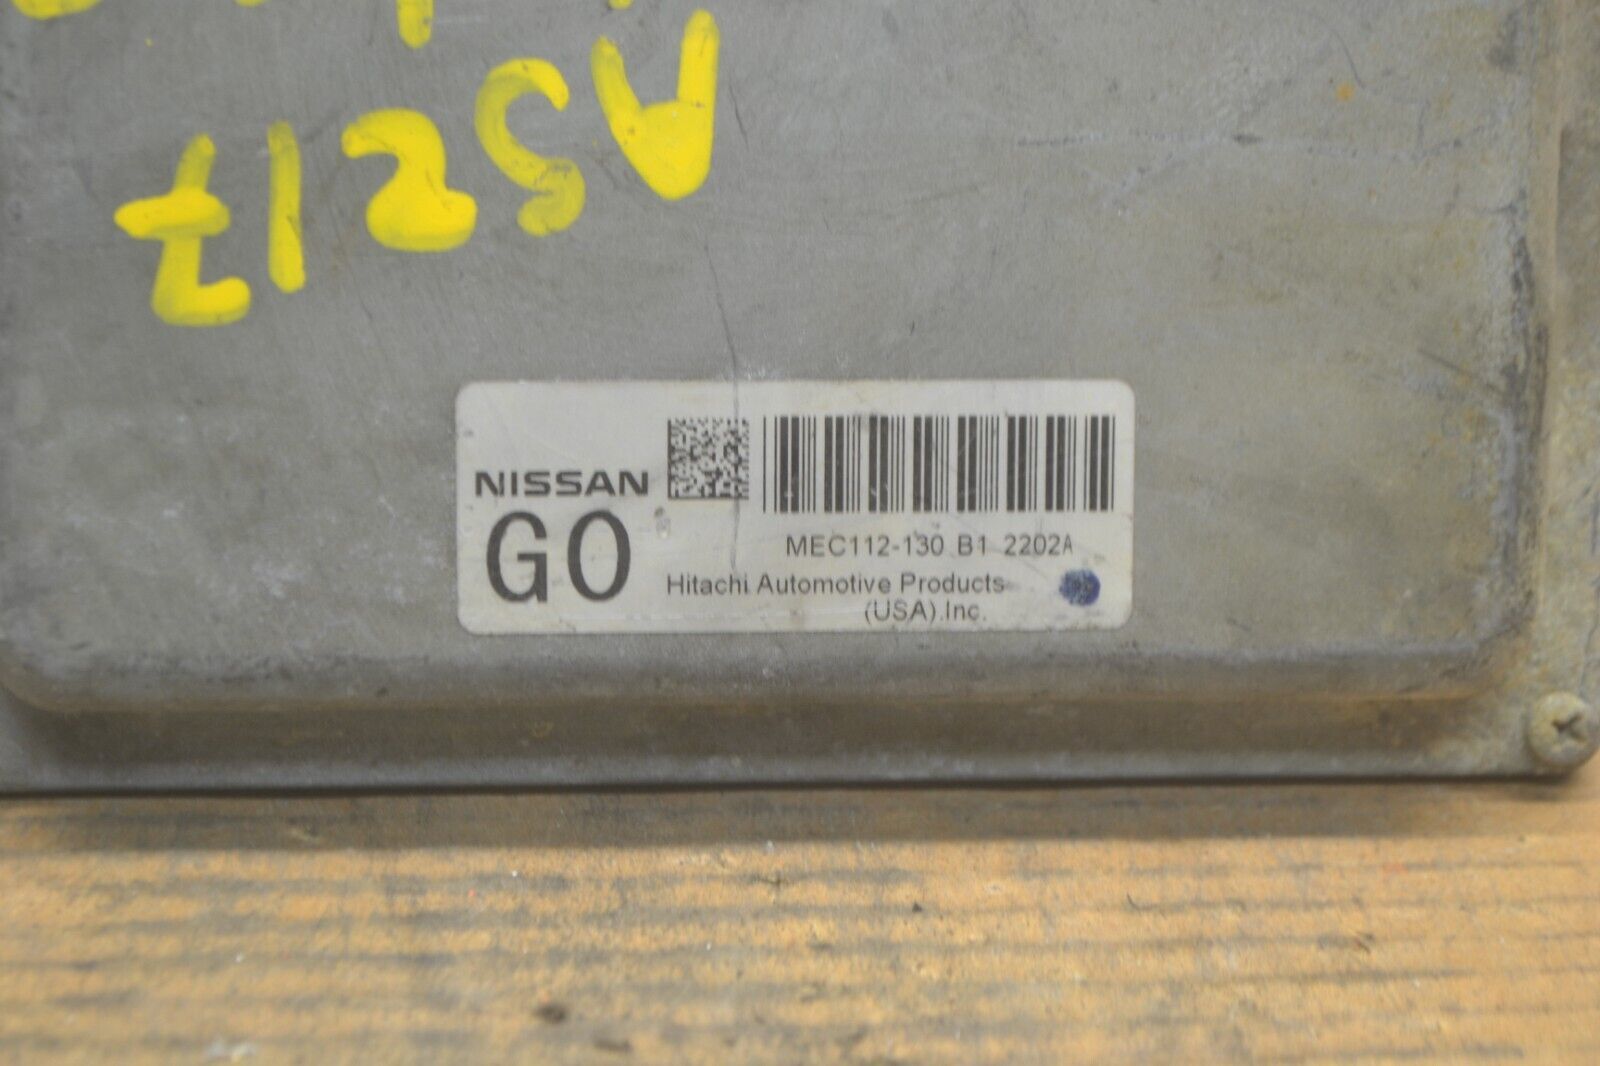 A5217
NISSAN
GO
MEC112-130 B1 2202A
Hitachi Automotive Products
(USA).Inc.